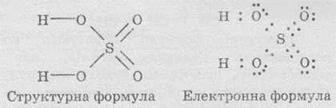 H—O O
S
H—O O
Структурна формула
H : O O
S
H : O O
Електронна формула